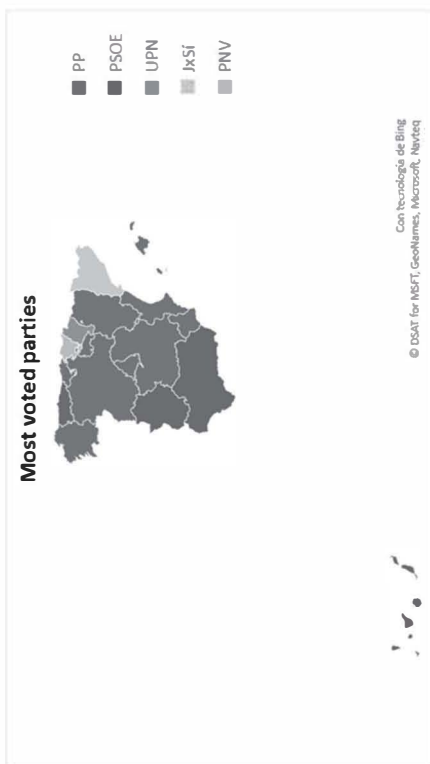 Most voted parties
PP
PSOE
UPN
JxSí
PNV
Con tecnología de Bing
© DSAT for MSFT, GeoNames, Microsoft, Navteq